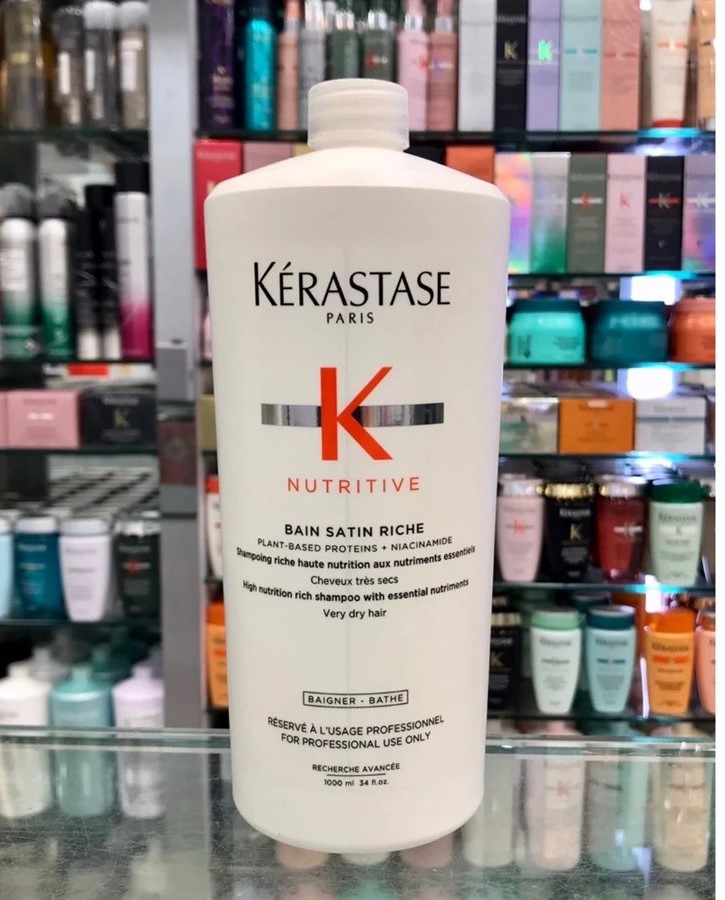 KÉRASTASE
PARIS
K
NUTRITIVE
BAIN SATIN RICHE
PLANT-BASED PROTEINS + NIACINAMIDE
Shampoing riche haute nutrition aux nutriments essentiels
Cheveux très secs
High nutrition rich shampoo with essential nutriments
Very dry hair
BAIGNER - BATHE
RÉSERVÉ À L'USAGE PROFESSIONNEL
FOR PROFESSIONAL USE ONLY
RECHERCHE AVANCÉE
1000 ml 34 fl.oz.